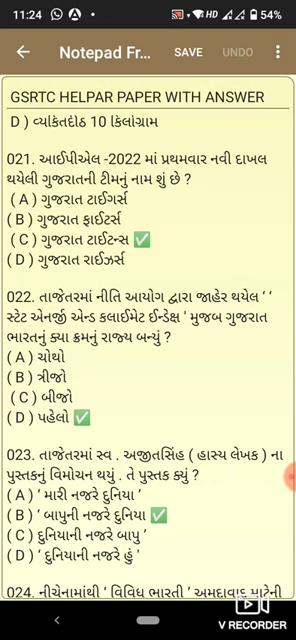 11:24
HD
54%
Notepad Fr...
SAVE
UNDO
GSRTC HELPAR PAPER WITH ANSWER
D ) વ્યકિતદીઠ 10 કિલોગ્રામ
021. આઈપીએલ -2022 માં પ્રથમવાર નવી દાખલ
થયેલી ગુજરાતની ટીમનું નામ શું છે ?
( A ) ગુજરાત ટાઈગર્સ
( B ) ગુજરાત ફાઈટર્સ
( C ) ગુજરાત ટાઈટન્સ ✅
( D ) ગુજરાત રાઈઝર્સ
022. તાજેતરમાં નીતિ આયોગ દ્વારા જાહેર થયેલ ‘ ‘
સ્ટેટ એનર્જી એન્ડ કલાઈમેટ ઈન્ડેક્ષ ' મુજબ ગુજરાત
ભારતનું ક્યા ક્રમનું રાજ્ય બન્યું ?
( A ) ચોથો
( B ) ત્રીજો
( C ) બીજો
( D ) પહેલો ✅
023. તાજેતરમાં સ્વ . અજીતસિંહ ( હાસ્ય લેખક ) ના
પુસ્તકનું વિમોચન થયું . તે પુસ્તક ક્યું ?
( A ) ‘ મારી નજરે દુનિયા ’
( B ) ‘ બાપુની નજરે દુનિયા ✅
( C ) દુનિયાની નજરે બાપુ ’
( D ) ‘ દુનિયાની નજરે હું ’
024. નીચેનામાંથી ‘ વિવિધ ભારતી ’ અમદાવાદ માટેની
V RECORDER